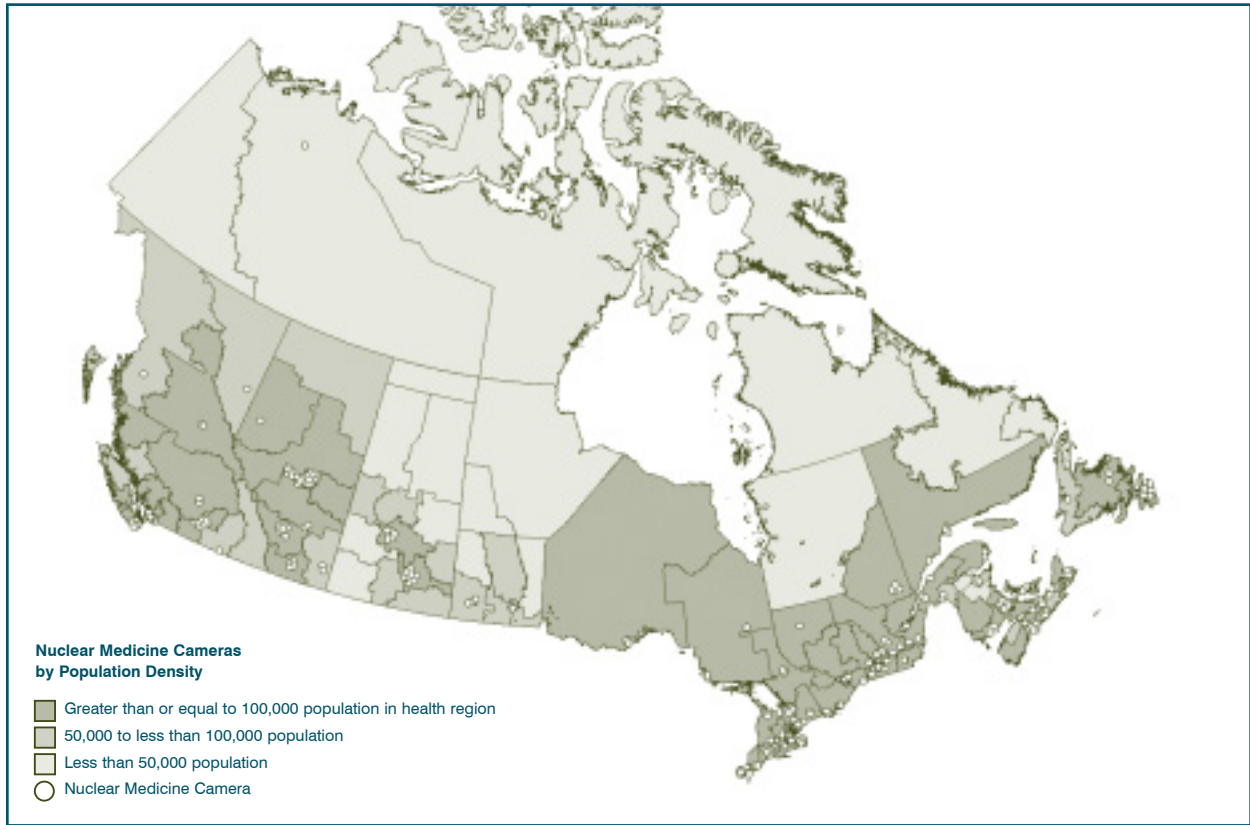 Nuclear Medicine Cameras
by Population Density
Greater than or equal to 100,000 population in health region
50,000 to less than 100,000 population
Less than 50,000 population
Nuclear Medicine Camera